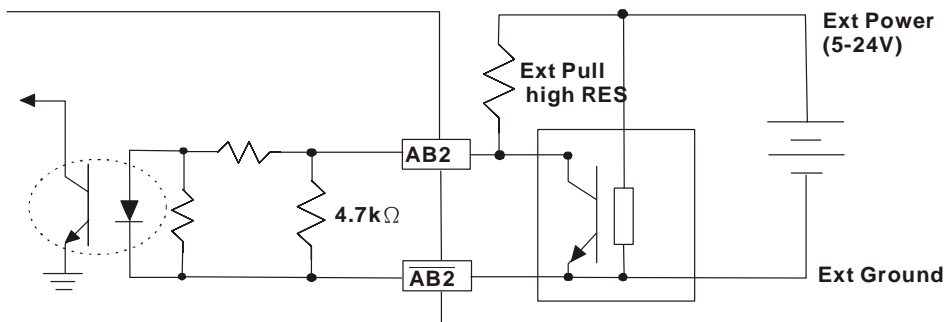 Ext Power
(5-24V)
Ext Pull
high RES
AB2
4.7kΩ
AB2
Ext Ground